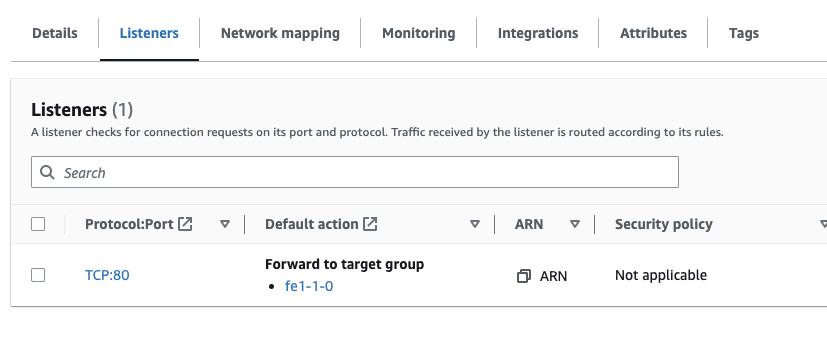 Details Listeners Network mapping Monitoring Integrations Attributes Tags
Listeners (1)
A listener checks for connection requests on its port and protocol. Traffic received by the listener is routed according to its rules.
Search
Protocol:Port Default action ARN Security policy
Forward to target group
TCP:80 ARN Not applicable
• fe1-1-0